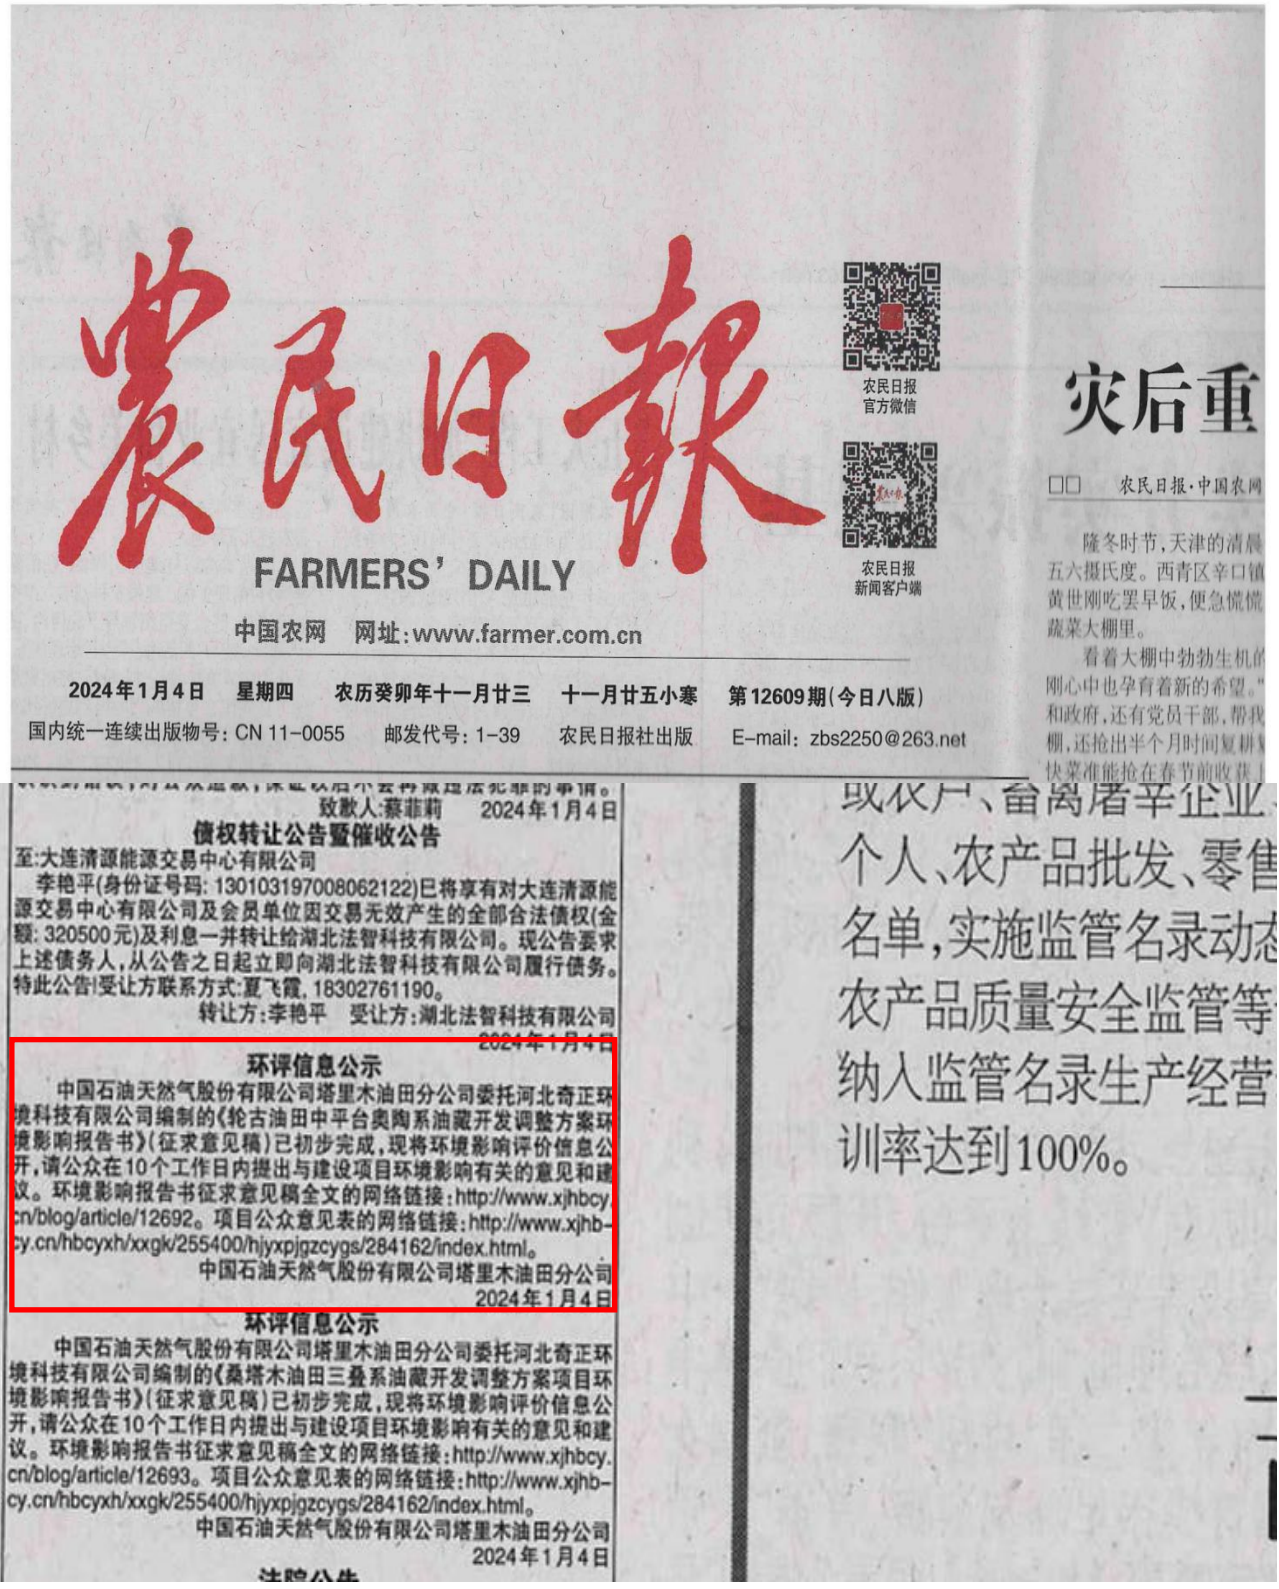 農民日報
FARMERS' DAILY
中国农网 网址:www.farmer.com.cn
2024年1月4日 星期四 农历癸卯年十一月廿三 十一月廿五小寒 第12609期(今日八版)
国内统一连续出版物号: CN 11-0055 邮发代号: 1-39 农民日报社出版 E-mail: zbs2250@263.net
农民日报
官方微信
农民日报
新闻客户端
灾后重
□□ 农民日报·中国农网
隆冬时节,天津的清晨
五六摄氏度。西青区辛口镇
黄世刚吃罢早饭,便急慌慌
蔬菜大棚里。
看着大棚中勃勃生机的
刚心中也孕育着新的希望。“
和政府,还有党员干部,帮我
棚,还抢出半个月时间复耕
快菜准能抢在春节前收获
致歉人:蔡菲莉 2024年1月4日
债权转让公告暨催收公告
至:大连清源能源交易中心有限公司
李艳平(身份证号码: 130103197008062122)已将享有对大连清源能
源交易中心有限公司及会员单位因交易无效产生的全部合法债权(金
额: 320500元)及利息一并转让给湖北法智科技有限公司。现公告要求
上述债务人,从公告之日起立即向湖北法智科技有限公司履行债务。
特此公告!受让方联系方式:夏飞霞, 18302761190。
转让方:李艳平 受让方:湖北法智科技有限公司
2024年1月4日
环评信息公示
中国石油天然气股份有限公司塔里木油田分公司委托河北奇正环
境科技有限公司编制的《轮古油田中平台奥陶系油藏开发调整方案环
境影响报告书》(征求意见稿)已初步完成,现将环境影响评价信息公
开,请公众在10个工作日内提出与建设项目环境影响有关的意见和建
议。环境影响报告书征求意见稿全文的网络链接:http://www.xjhbcy.
cn/blog/article/12692。项目公众意见表的网络链接:http://www.xjhb-
cy.cn/hbcyxh/xxgk/255400/hjyxpjgzcygs/284162/index.html。
中国石油天然气股份有限公司塔里木油田分公司
2024年1月4日
环评信息公示
中国石油天然气股份有限公司塔里木油田分公司委托河北奇正环
境科技有限公司编制的《桑塔木油田三叠系油藏开发调整方案项目环
境影响报告书》(征求意见稿)已初步完成,现将环境影响评价信息公
开,请公众在10个工作日内提出与建设项目环境影响有关的意见和建
议。环境影响报告书征求意见稿全文的网络链接:http://www.xjhbcy.
cn/blog/article/12693。项目公众意见表的网络链接:http://www.xjhb-
cy.cn/hbcyxh/xxgk/255400/hjyxpjgzcygs/284162/index.html。
中国石油天然气股份有限公司塔里木油田分公司
2024年1月4日
法院公告
或农户、畜禽屠宰企业、
个人、农产品批发、零售
名单,实施监管名录动态
农产品质量安全监管等
纳入监管名录生产经营
训率达到100%。